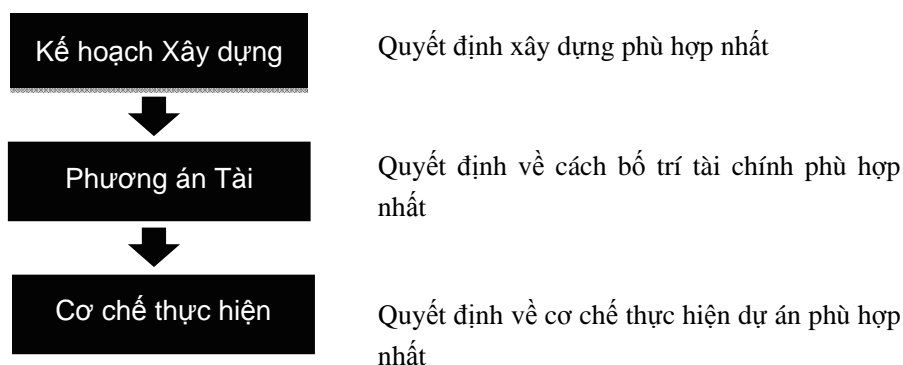 Kế hoạch Xây dựng
Quyết định xây dựng phù hợp nhất
Phương án Tài
Quyết định về cách bố trí tài chính phù hợp
nhất
Cơ chế thực hiện
Quyết định về cơ chế thực hiện dự án phù hợp
nhất